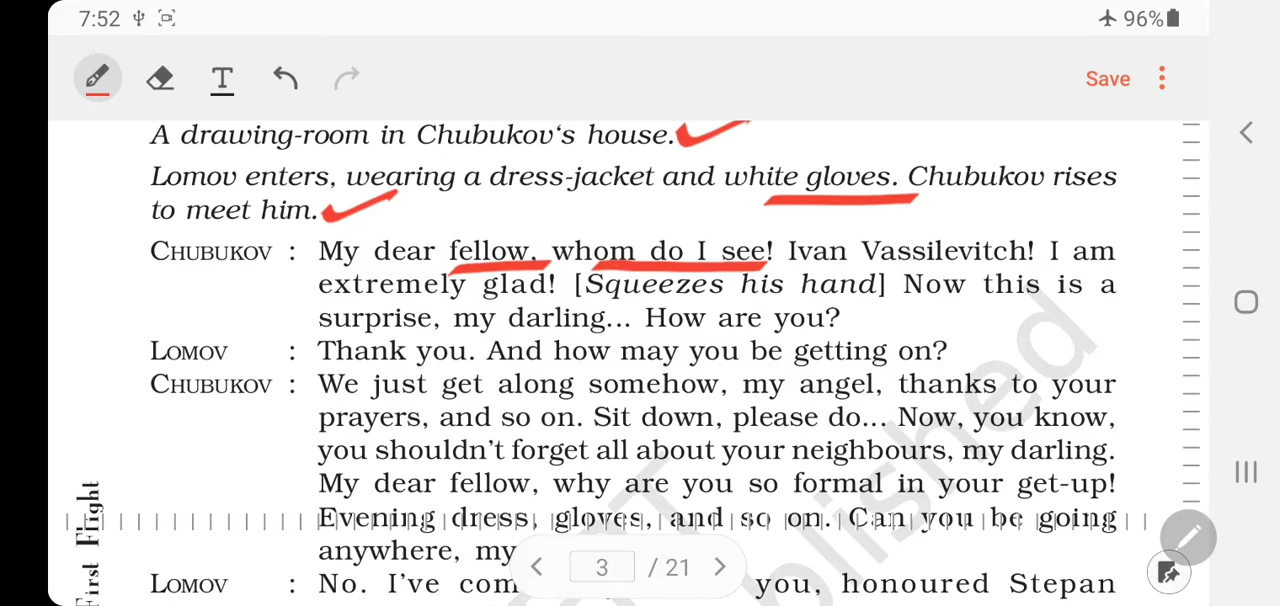 7:52 96%
T Save
A drawing-room in Chubukov‘s house.
Lomov enters, wearing a dress-jacket and white gloves. Chubukov rises
to meet him.
CHUBUKOV : My dear fellow, whom do I see! Ivan Vassilevitch! I am
extremely glad! [Squeezes his hand] Now this is a
surprise, my darling... How are you?
LOMOV : Thank you. And how may you be getting on?
CHUBUKOV : We just get along somehow, my angel, thanks to your
prayers, and so on. Sit down, please do... Now, you know,
you shouldn’t forget all about your neighbours, my darling.
My dear fellow, why are you so formal in your get-up!
Evening dress, gloves, and so on. Can you be going
anywhere, my
LOMOV : No. I’ve com you, honoured Stepan
3 / 21
First Flight
blished